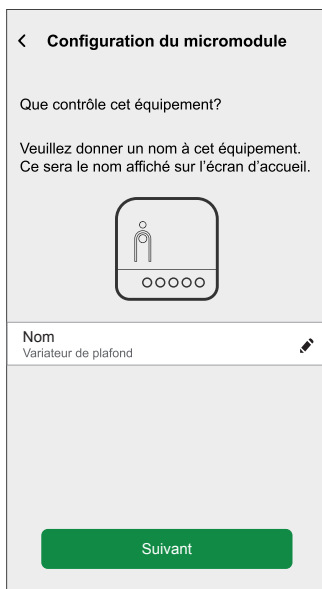 Configuration du micromodule
Que contrôle cet équipement?
Veuillez donner un nom à cet équipement.
Ce sera le nom affiché sur l'écran d'accueil.
Nom
Variateur de plafond
Suivant